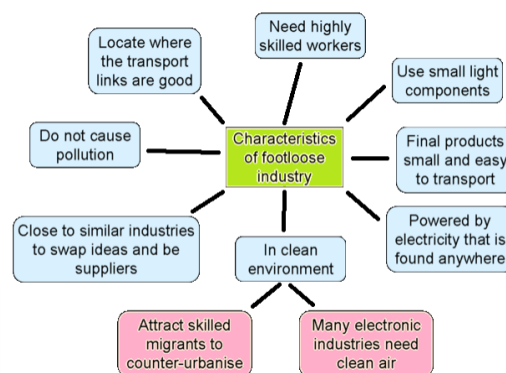 Need highly
skilled workers
Locate where
the transport
links are good
Use small light
components
Do not cause
pollution
Characteristics
of footloose
industry
Final products
small and easy
to transport
Close to similar industries
to swap ideas and be
suppliers
In clean
environment
Powered by
electricity that is
found anywhere
Attract skilled
migrants to
counter-urbanise
Many electronic
industries need
clean air